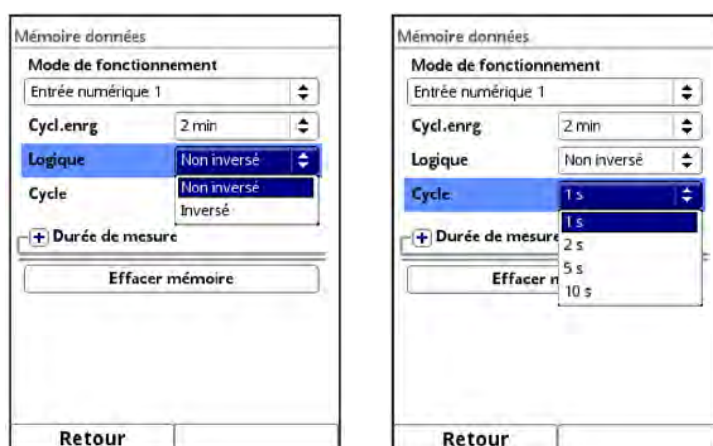 Mémoire données
Mode de fonctionnement
Entrée numérique 1
Cycl.enrg 2 min
Logique Non inversé
Non inversé
Cycle
Inversé
+ Durée de mesure
Effacer mémoire
Retour
Mémoire données
Mode de fonctionnement
Entrée numérique 1
Cycl.enrg 2 min
Logique Non inversé
Cycle 1 s
1 s
+ Durée de mesure
2 s
5 s
Effacer
10 s
Retour